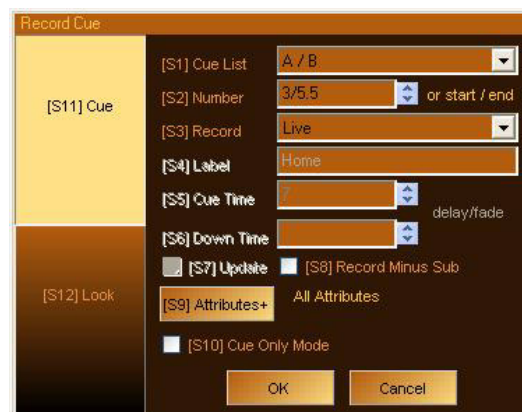 Record Cue
[S11] Cue
[S12] Look
[S1] Cue List A / B
[S2] Number 3/5.5 or start / end
[S3] Record Live
[S4] Label Home
[S5] Cue Time 7
delay/fade
[S6] Down Time
[S7] Update [S8] Record Minus Sub
[S9] Attributes+ All Attributes
[S10] Cue Only Mode
OK Cancel